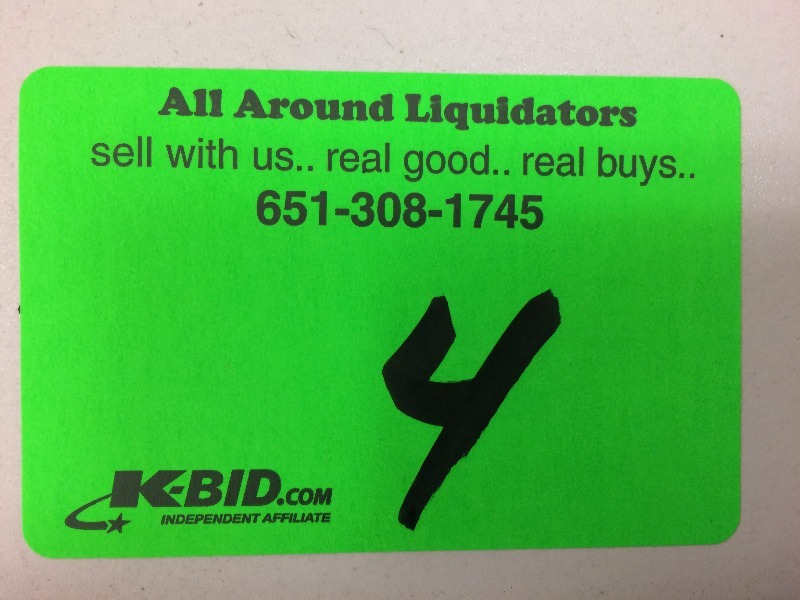 All Around Liquidators
sell with us.. real good.. real buys..
651-308-1745
4
K-BID.COM
INDEPENDENT AFFILIATE